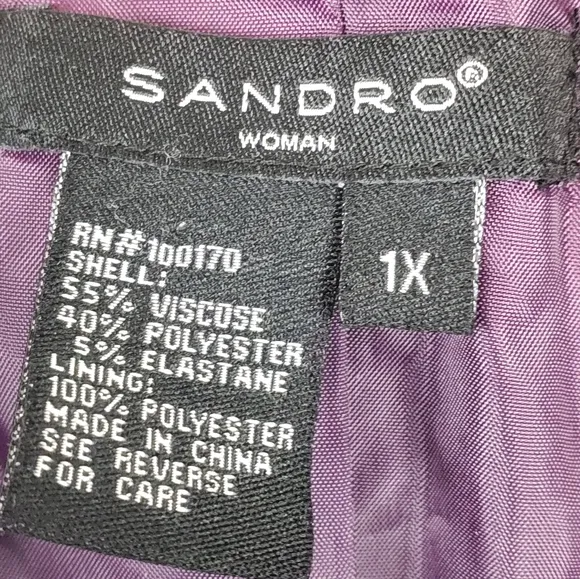 SANDRO®
WOMAN
1X
RN#100170
SHELL:
55% VISCOSE
40% POLYESTER
5% ELASTANE
LINING:
100% POLYESTER
MADE IN CHINA
SEE REVERSE
FOR CARE